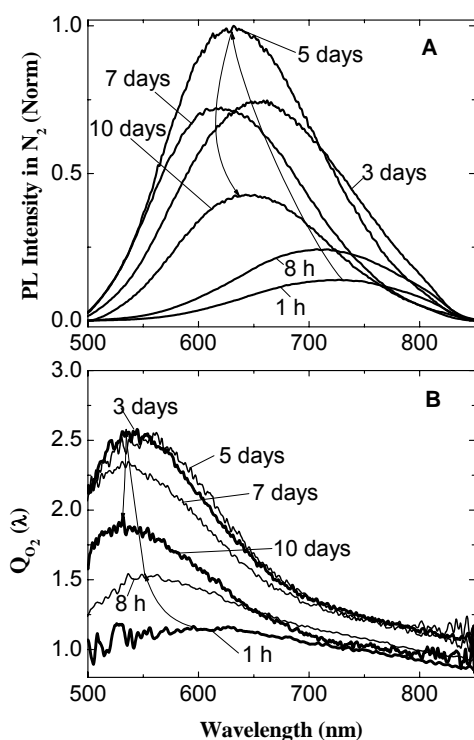 PL Intensity in N₂ (Norm)
1.0
0.5
0.0
A
5 days
7 days
10 days
3 days
8 h
1 h
500 600 700 800
Q_O₂ (λ)
3.0
2.5
2.0
1.5
1.0
B
3 days
5 days
7 days
10 days
8 h
1 h
500 600 700 800
Wavelength (nm)